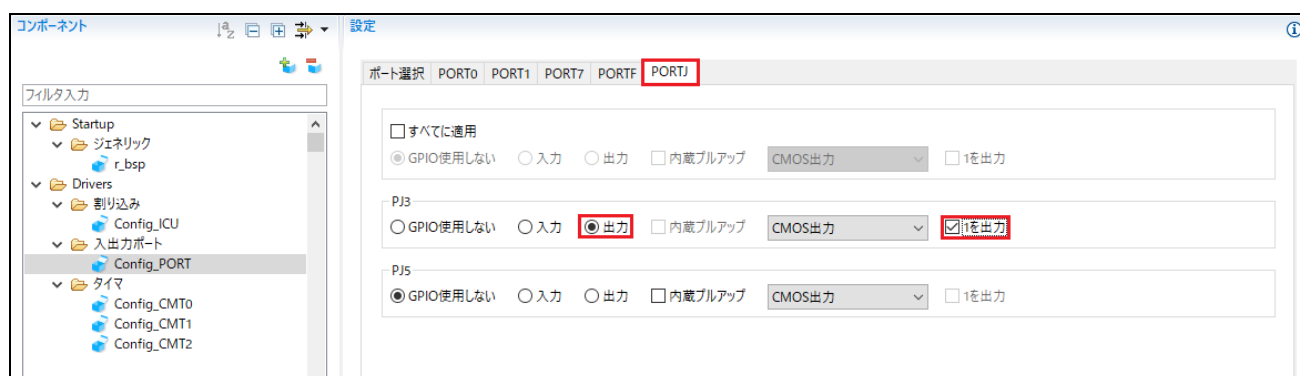 コンポーネント
設定
フィルタ入力
Startup
ジェネリック
r_bsp
Drivers
割り込み
Config_ICU
入出力ポート
Config_PORT
タイマ
Config_CMT0
Config_CMT1
Config_CMT2
ポート選択 PORT0 PORT1 PORT7 PORTF PORTJ
すべてに適用
GPIO使用しない 入力 出力 内蔵プルアップ CMOS出力 1を出力
PJ3
GPIO使用しない 入力 出力 内蔵プルアップ CMOS出力 1を出力
PJ5
GPIO使用しない 入力 出力 内蔵プルアップ CMOS出力 1を出力